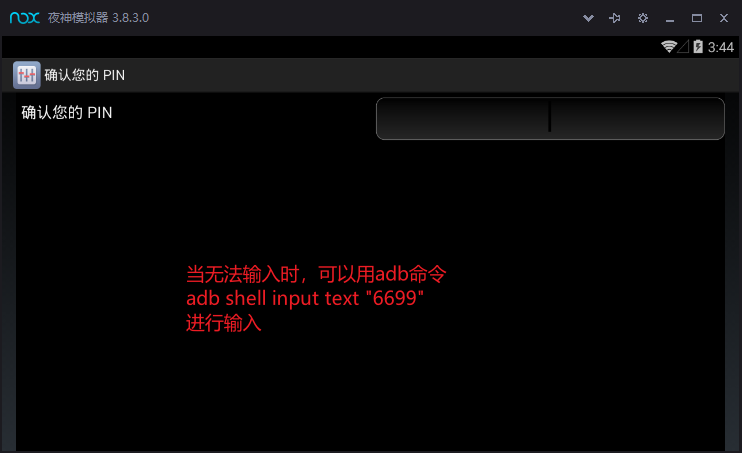 nox 夜神模拟器 3.8.3.0
3:44
确认您的 PIN
确认您的 PIN
当无法输入时，可以用adb命令
adb shell input text "6699"
进行输入